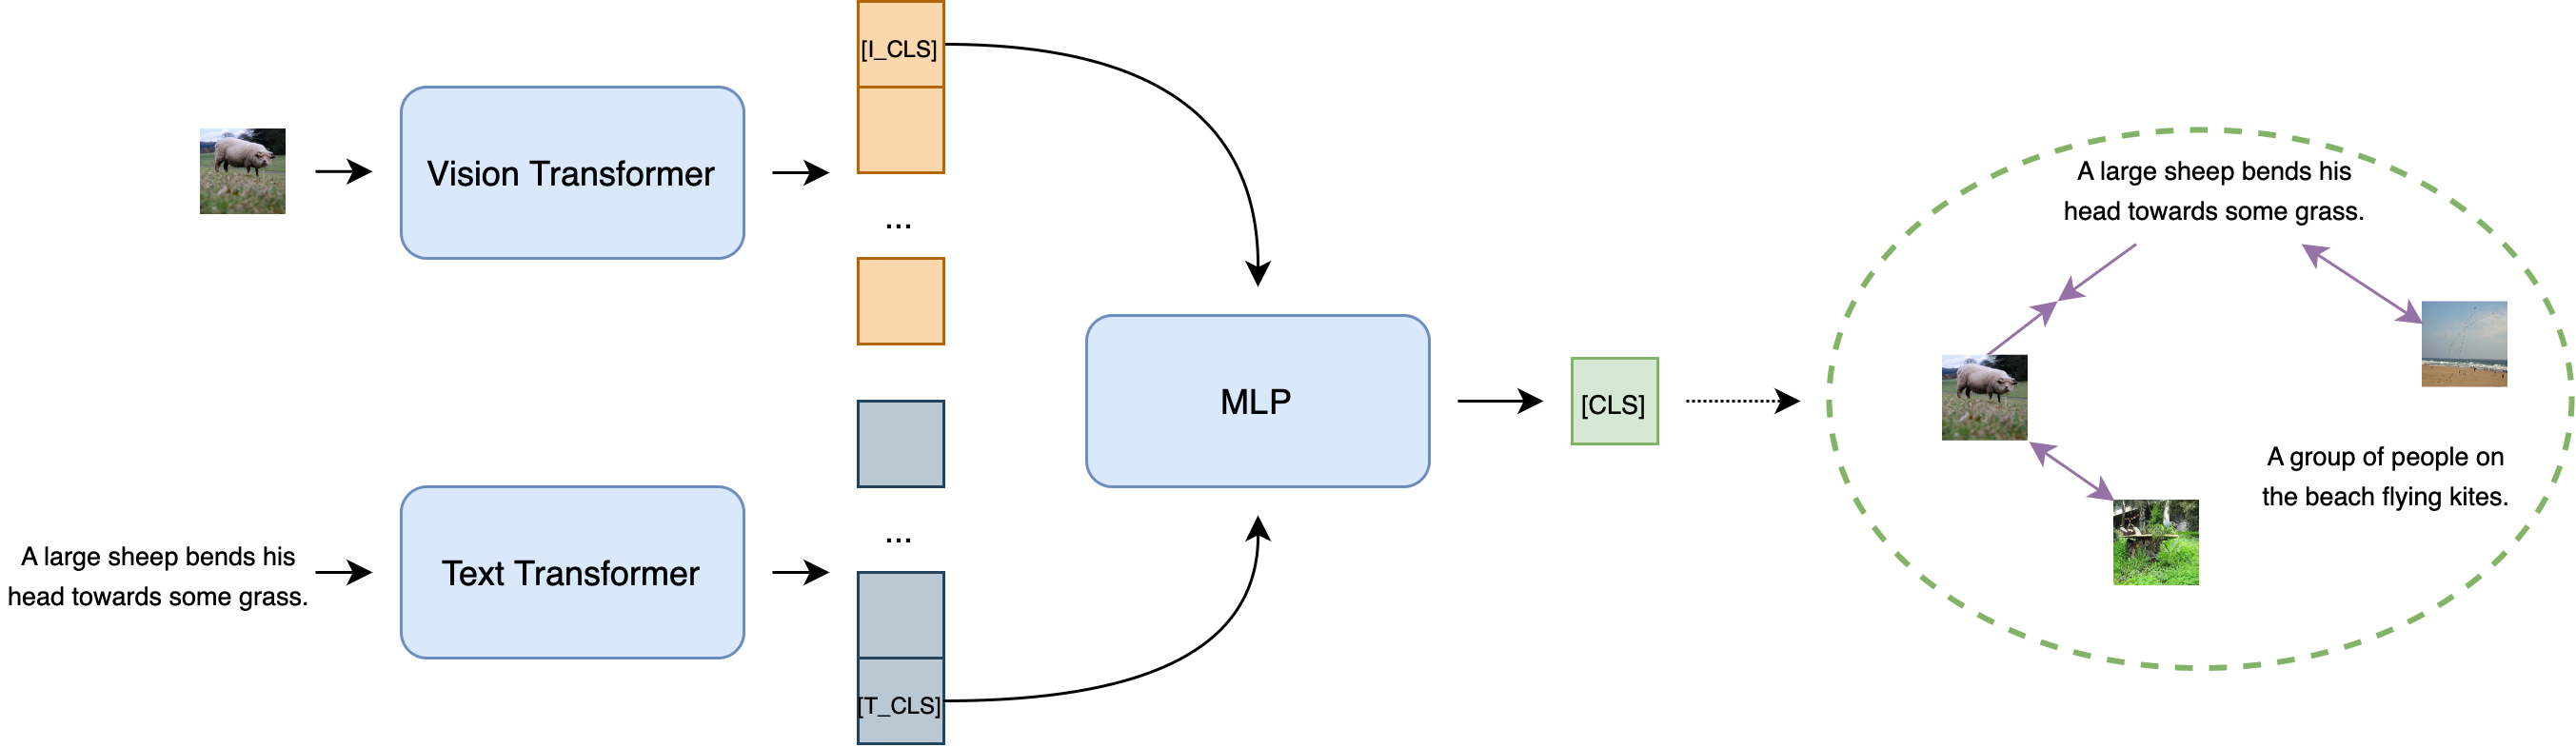 [I_CLS]
Vision Transformer
...
A large sheep bends his
head towards some grass.
Text Transformer
...
[T_CLS]
MLP
[CLS]
A large sheep bends his
head towards some grass.
A group of people on
the beach flying kites.